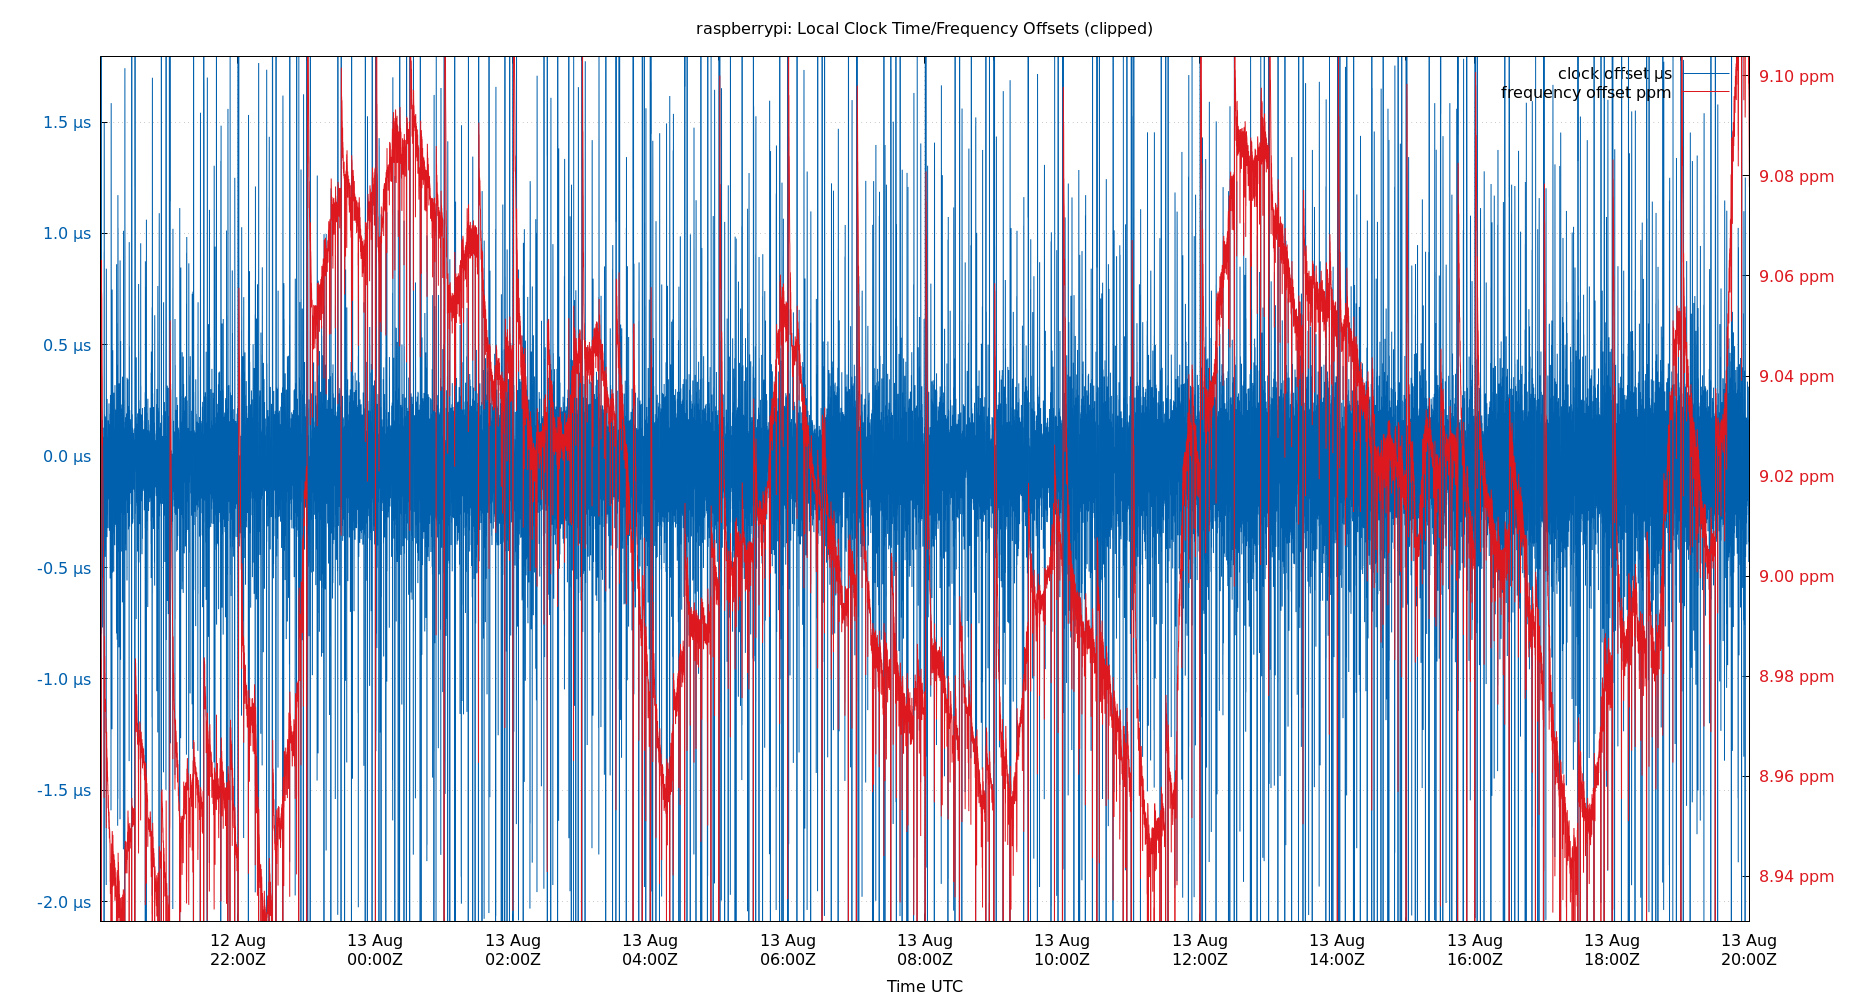 raspberrypi: Local Clock Time/Frequency Offsets (clipped)
clock offset µs
frequency offset ppm
1.5 µs
1.0 µs
0.5 µs
0.0 µs
-0.5 µs
-1.0 µs
-1.5 µs
-2.0 µs
9.10 ppm
9.08 ppm
9.06 ppm
9.04 ppm
9.02 ppm
9.00 ppm
8.98 ppm
8.96 ppm
8.94 ppm
12 Aug 13 Aug 13 Aug 13 Aug 13 Aug 13 Aug 13 Aug 13 Aug 13 Aug 13 Aug 13 Aug 13 Aug
22:00Z 00:00Z 02:00Z 04:00Z 06:00Z 08:00Z 10:00Z 12:00Z 14:00Z 16:00Z 18:00Z 20:00Z
Time UTC